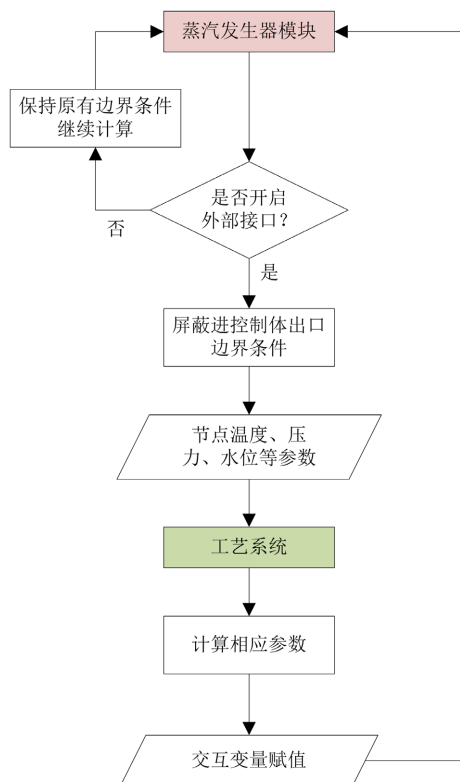 蒸汽发生器模块
保持原有边界条件
继续计算
是否开启
外部接口？
否
是
屏蔽进控制体出口
边界条件
节点温度、压
力、水位等参数
工艺系统
计算相应参数
交互变量赋值